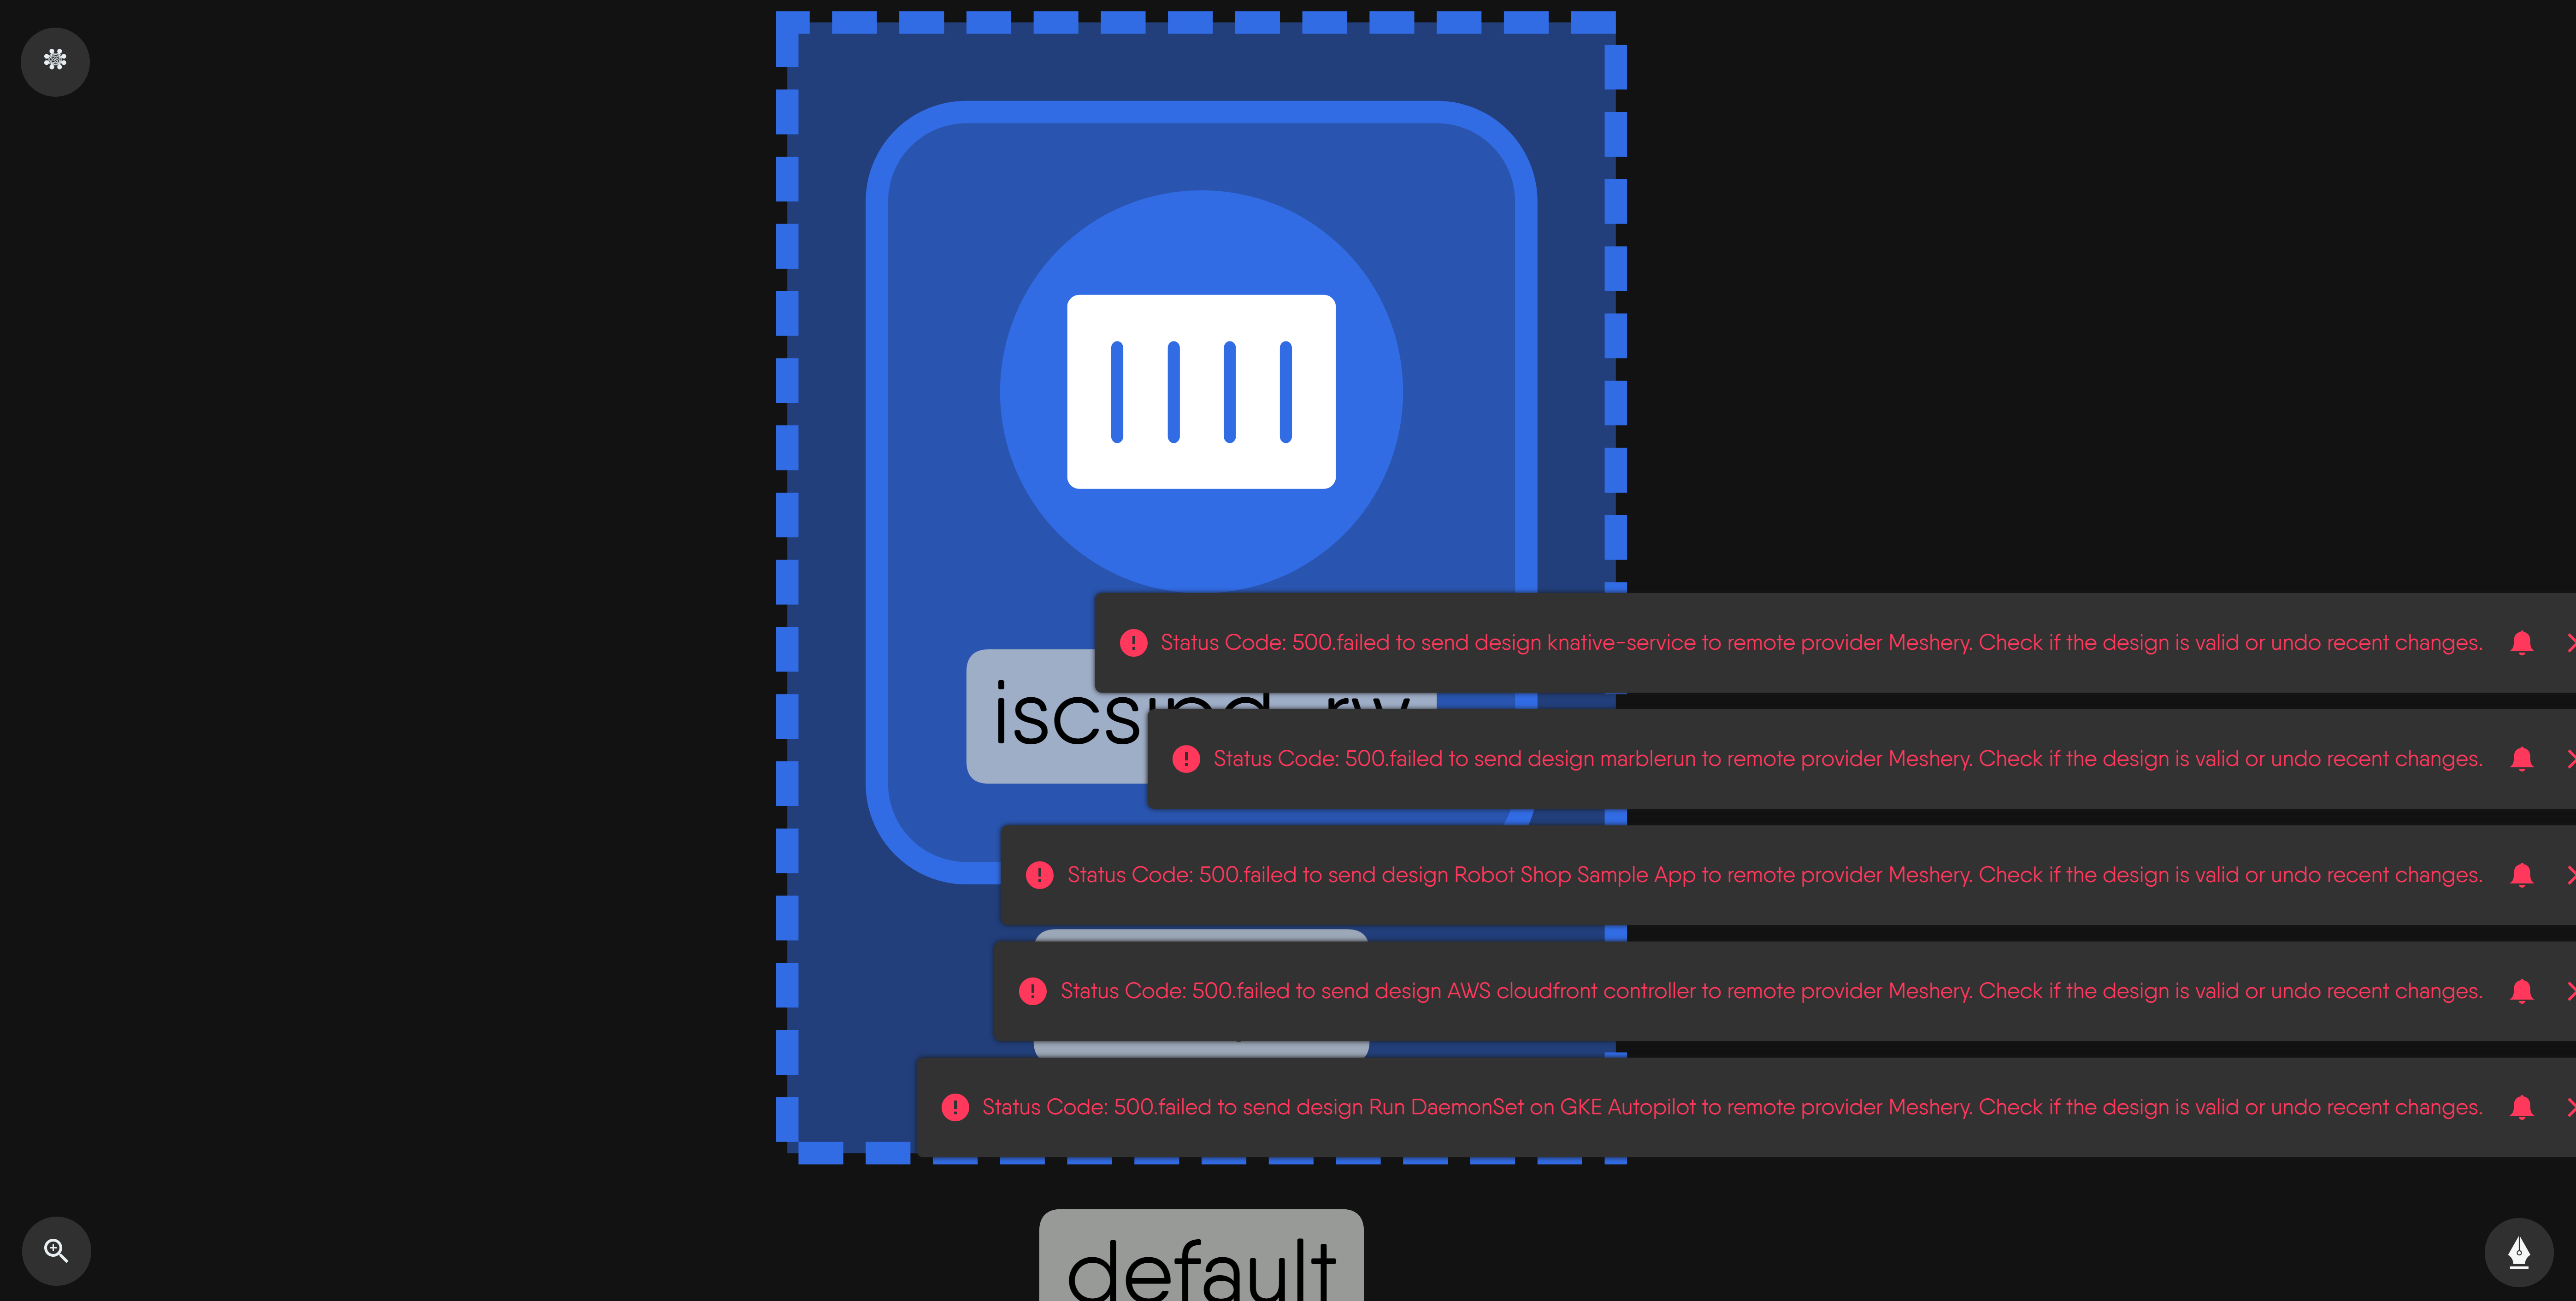 Status Code: 500.failed to send design knative-service to remote provider Meshery. Check if the design is valid or undo recent changes.
iscsipd-rw
Status Code: 500.failed to send design marblerun to remote provider Meshery. Check if the design is valid or undo recent changes.
Status Code: 500.failed to send design Robot Shop Sample App to remote provider Meshery. Check if the design is valid or undo recent changes.
Status Code: 500.failed to send design AWS cloudfront controller to remote provider Meshery. Check if the design is valid or undo recent changes.
Status Code: 500.failed to send design Run DaemonSet on GKE Autopilot to remote provider Meshery. Check if the design is valid or undo recent changes.
default